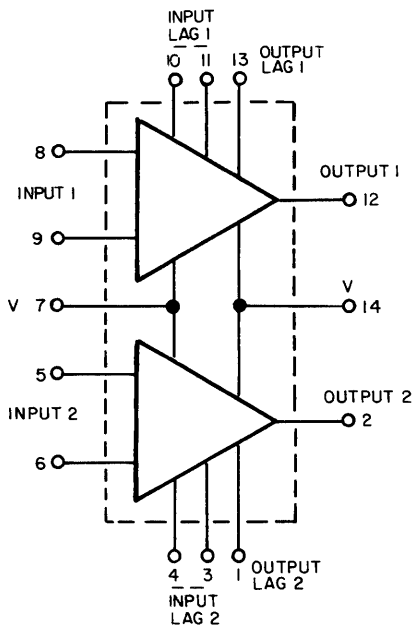 INPUT
LAG 1
OUTPUT
LAG 1
10 11 13
8
OUTPUT 1
INPUT 1
12
9
V 7
V
14
5
OUTPUT 2
INPUT 2
2
6
4 3 1
OUTPUT
LAG 2
INPUT
LAG 2